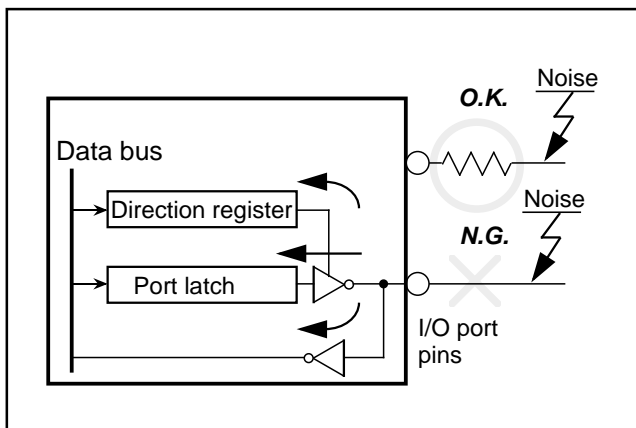 Noise
O.K.
Data bus
Noise
Direction register
N.G.
Port latch
I/O port
pins